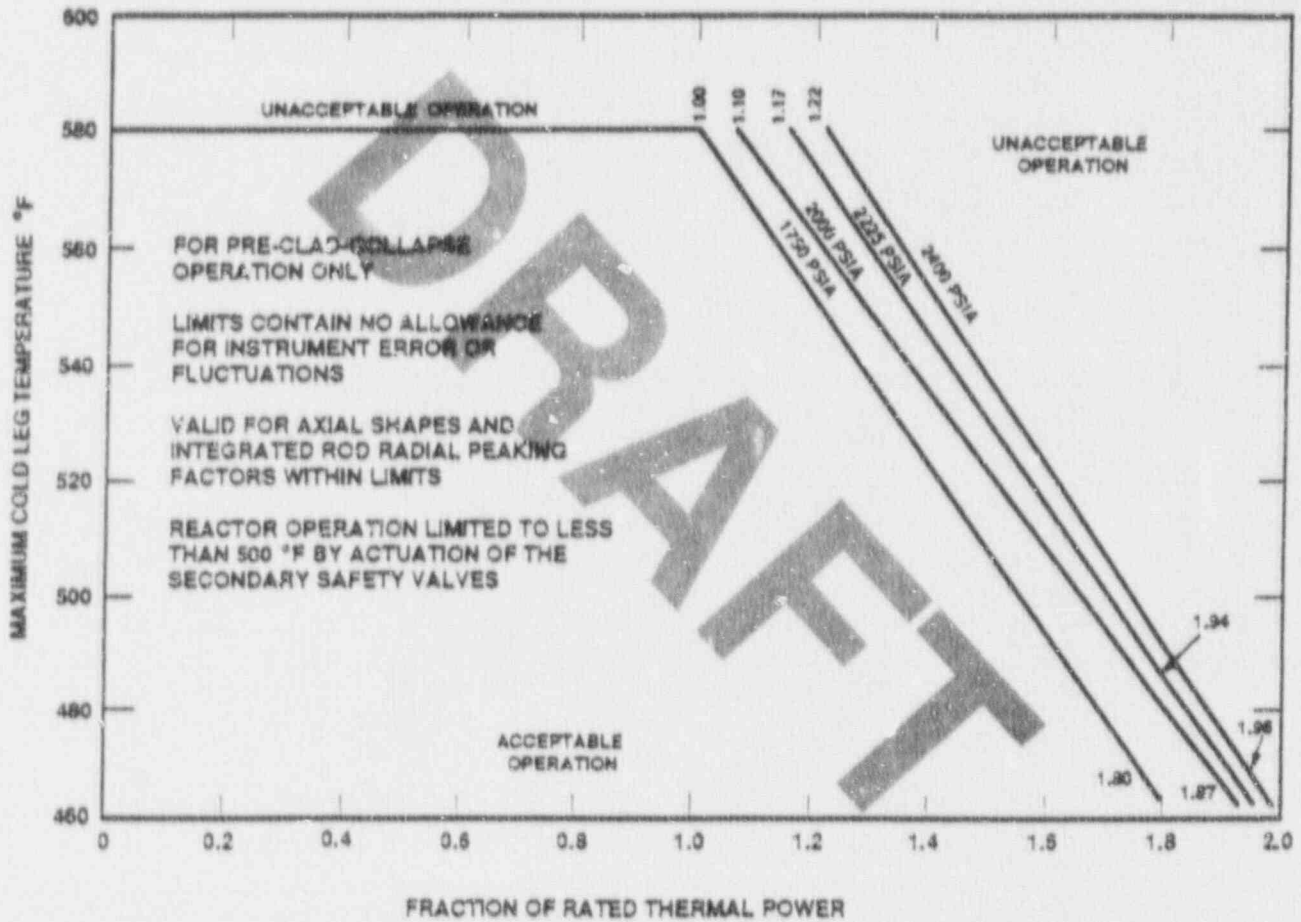 600
UNACCEPTABLE OPERATION
580
1.00
1.10
1.17
1.22
UNACCEPTABLE
OPERATION
1750 PSIA
2000 PSIA
2225 PSIA
2400 PSIA
560
FOR PRE-CLAD-COLLAPSE
OPERATION ONLY
LIMITS CONTAIN NO ALLOWANCE
FOR INSTRUMENT ERROR OR
FLUCTUATIONS
540
VALID FOR AXIAL SHAPES AND
INTEGRATED ROD RADIAL PEAKING
FACTORS WITHIN LIMITS
520
REACTOR OPERATION LIMITED TO LESS
THAN 500 °F BY ACTUATION OF THE
SECONDARY SAFETY VALVES
500
1.94
480
ACCEPTABLE
OPERATION
1.98
1.80
1.87
460
0
0.2
0.4
0.6
0.8
1.0
1.2
1.4
1.6
1.8
2.0
MAXIMUM COLD LEG TEMPERATURE °F
FRACTION OF RATED THERMAL POWER
DRAFT